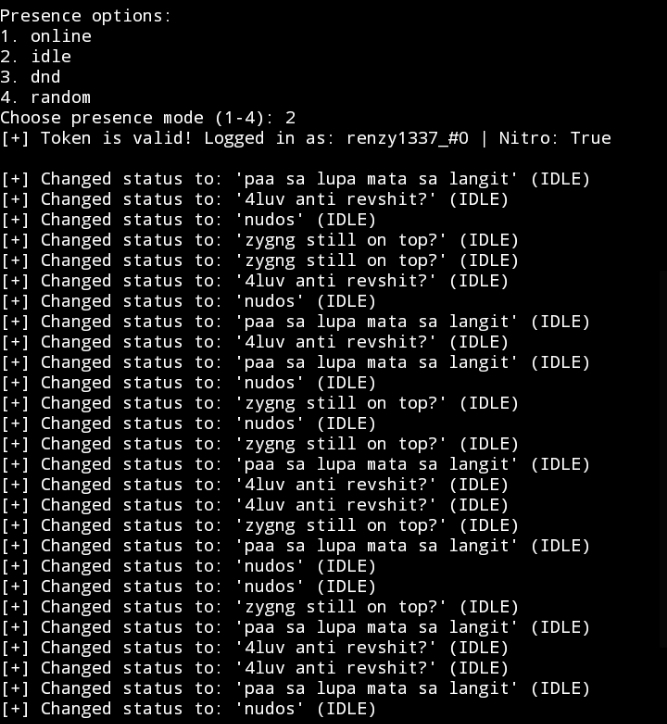 Presence options:
1. online
2. idle
3. dnd
4. random
Choose presence mode (1-4): 2
[+] Token is valid! Logged in as: renzy1337_#0 | Nitro: True
[+] Changed status to: 'paa sa lupa mata sa langit' (IDLE)
[+] Changed status to: '4luv anti revshit?' (IDLE)
[+] Changed status to: 'nudos' (IDLE)
[+] Changed status to: 'zygng still on top?' (IDLE)
[+] Changed status to: 'zygng still on top?' (IDLE)
[+] Changed status to: '4luv anti revshit?' (IDLE)
[+] Changed status to: 'nudos' (IDLE)
[+] Changed status to: 'paa sa lupa mata sa langit' (IDLE)
[+] Changed status to: '4luv anti revshit?' (IDLE)
[+] Changed status to: 'paa sa lupa mata sa langit' (IDLE)
[+] Changed status to: 'nudos' (IDLE)
[+] Changed status to: 'zygng still on top?' (IDLE)
[+] Changed status to: 'nudos' (IDLE)
[+] Changed status to: 'zygng still on top?' (IDLE)
[+] Changed status to: 'paa sa lupa mata sa langit' (IDLE)
[+] Changed status to: '4luv anti revshit?' (IDLE)
[+] Changed status to: '4luv anti revshit?' (IDLE)
[+] Changed status to: 'zygng still on top?' (IDLE)
[+] Changed status to: 'paa sa lupa mata sa langit' (IDLE)
[+] Changed status to: 'nudos' (IDLE)
[+] Changed status to: 'nudos' (IDLE)
[+] Changed status to: 'zygng still on top?' (IDLE)
[+] Changed status to: 'paa sa lupa mata sa langit' (IDLE)
[+] Changed status to: '4luv anti revshit?' (IDLE)
[+] Changed status to: '4luv anti revshit?' (IDLE)
[+] Changed status to: 'paa sa lupa mata sa langit' (IDLE)
[+] Changed status to: 'nudos' (IDLE)